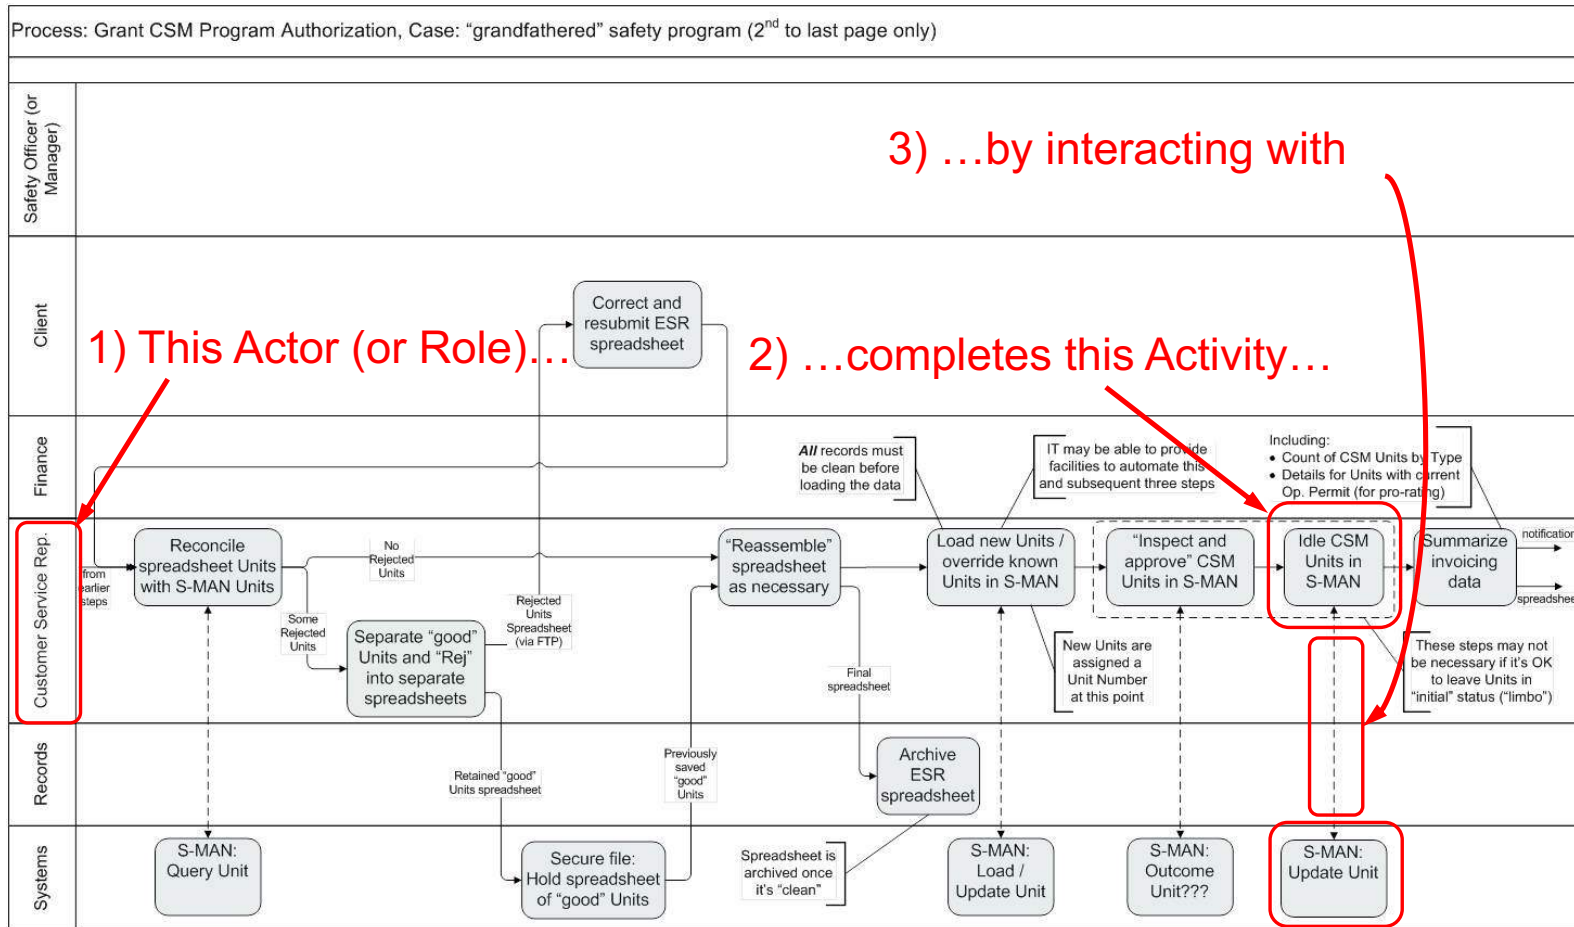 Process: Grant CSM Program Authorization, Case: “grandfathered” safety program (2nd to last page only)
Safety Officer (or
Manager)
3) …by interacting with
Client
Correct and
resubmit ESR
spreadsheet
1) This Actor (or Role)…
2) …completes this Activity…
Finance
All records must
be clean before
loading the data
IT may be able to provide
facilities to automate this
and subsequent three steps
Including:
• Count of CSM Units by Type
• Details for Units with current
Op. Permit (for pro-rating)
Customer Service Rep.
from
earlier
steps
Reconcile
spreadsheet Units
with S-MAN Units
No
Rejected
Units
Some
Rejected
Units
Separate “good”
Units and “Rej”
into separate
spreadsheets
Rejected
Units
Spreadsheet
(via FTP)
“Reassemble”
spreadsheet
as necessary
Final
spreadsheet
Load new Units /
override known
Units in S-MAN
New Units are
assigned a
Unit Number
at this point
“Inspect and
approve” CSM
Units in S-MAN
Idle CSM
Units in
S-MAN
These steps may not
be necessary if it’s OK
to leave Units in
“initial” status (“limbo”)
Summarize
invoicing
data
notification
spreadsheet
Records
Retained “good”
Units spreadsheet
Previously
saved
“good”
Units
Archive
ESR
spreadsheet
Systems
S-MAN:
Query Unit
Secure file:
Hold spreadsheet
of “good” Units
Spreadsheet is
archived once
it’s “clean”
S-MAN:
Load /
Update Unit
S-MAN:
Outcome
Unit???
S-MAN:
Update Unit